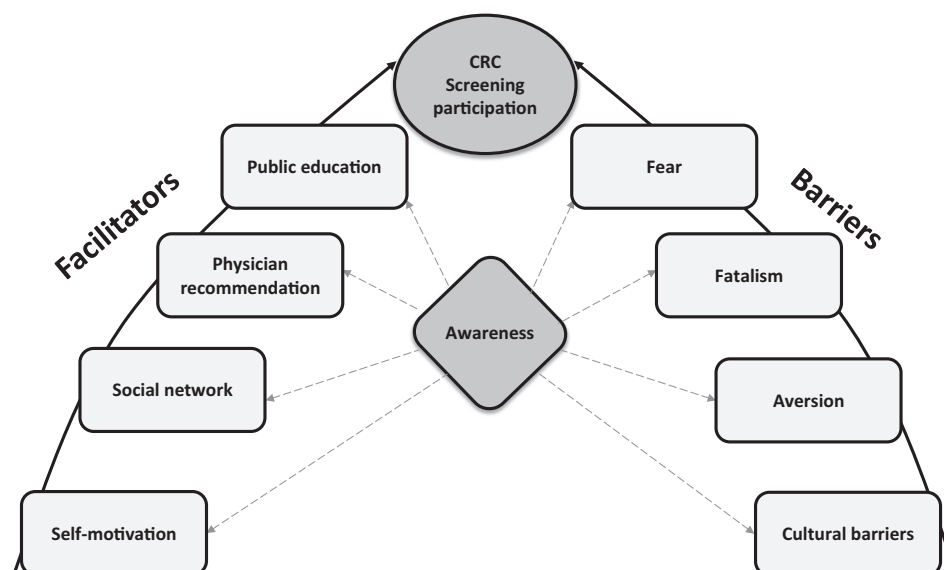 CRC
Screening
participation
Public education
Fear
Facilitators
Barriers
Physician
recommendation
Fatalism
Awareness
Social network
Aversion
Self-motivation
Cultural barriers